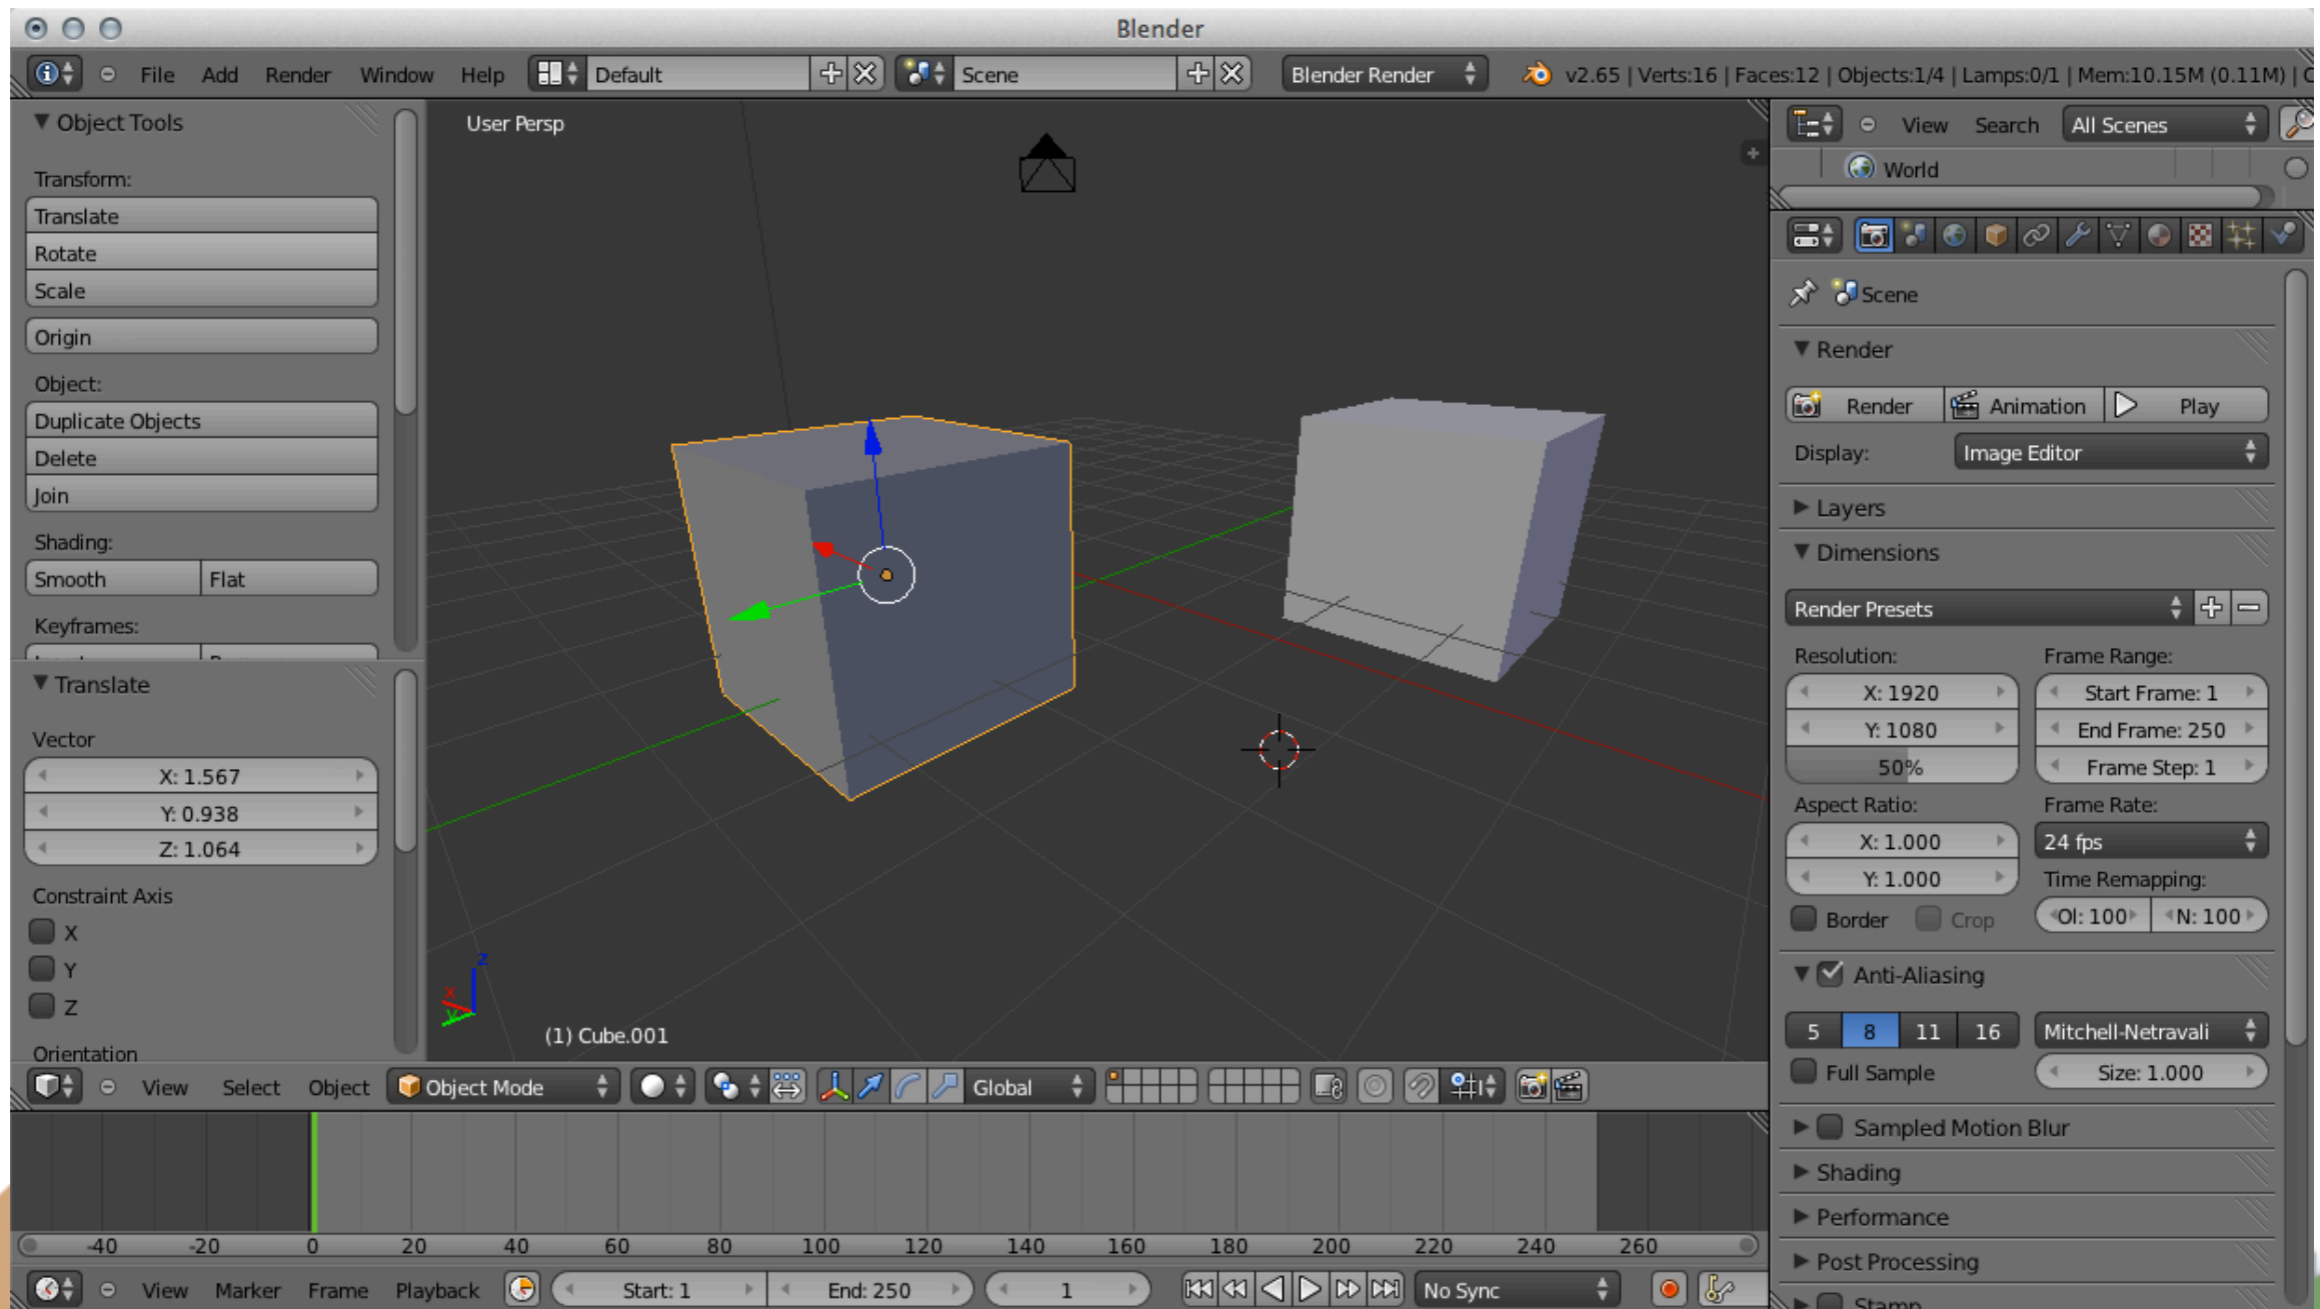 Blender
File Add Render Window Help Default Scene Blender Render v2.65 | Verts:16 | Faces:12 | Objects:1/4 | Lamps:0/1 | Mem:10.15M (0.11M) |
Object Tools
Transform:
Translate
Rotate
Scale
Origin
Object:
Duplicate Objects
Delete
Join
Shading:
Smooth Flat
Keyframes:
Translate
Vector
X: 1.567
Y: 0.938
Z: 1.064
Constraint Axis
X
Y
Z
Orientation
User Persp
z
x
y
(1) Cube.001
View Select Object Object Mode Global
-40 -20 0 20 40 60 80 100 120 140 160 180 200 220 240 260
View Marker Frame Playback Start: 1 End: 250 1 No Sync
View Search All Scenes
World
Scene
Render
Render Animation Play
Display: Image Editor
Layers
Dimensions
Render Presets
Resolution: Frame Range:
X: 1920 Start Frame: 1
Y: 1080 End Frame: 250
50% Frame Step: 1
Aspect Ratio: Frame Rate:
X: 1.000 24 fps
Y: 1.000 Time Remapping:
Border Crop Ol: 100 N: 100
Anti-Aliasing
5 8 11 16 Mitchell-Netravali
Full Sample Size: 1.000
Sampled Motion Blur
Shading
Performance
Post Processing
Stamp